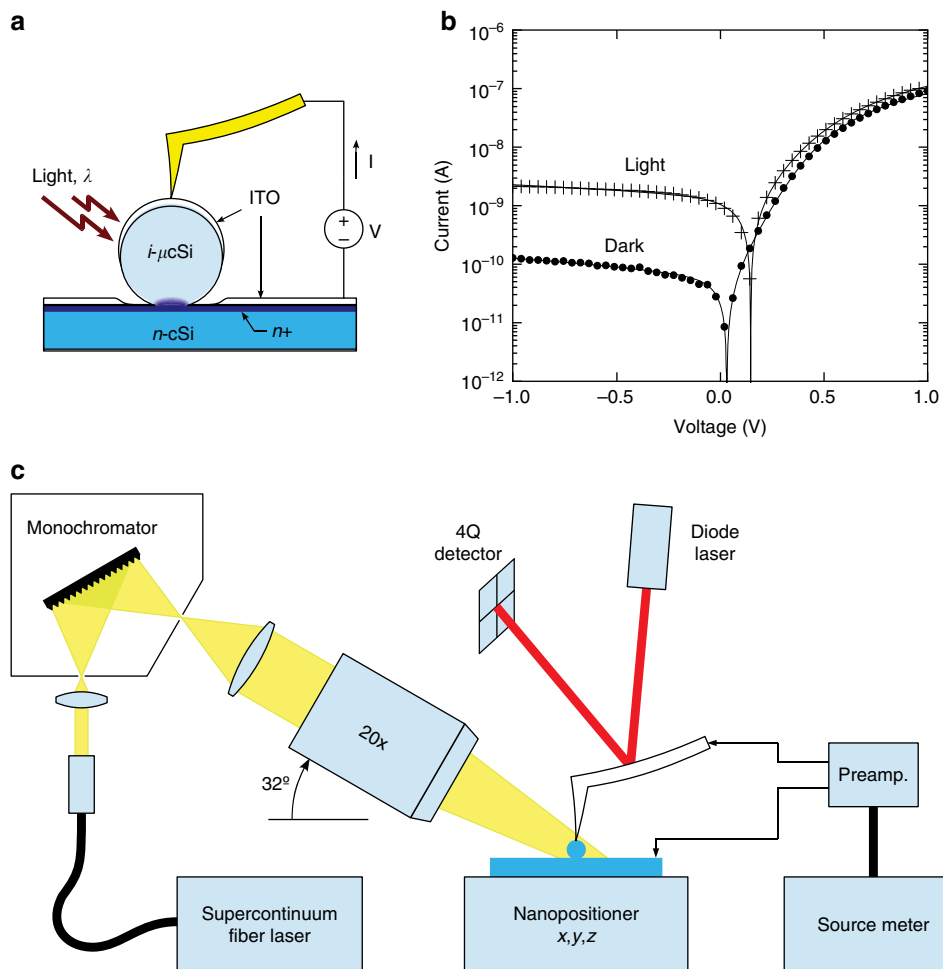 a
Light, λ
ITO
I
+
−
V
i-μcSi
n-cSi
n+
b
10⁻⁶
10⁻⁷
10⁻⁸
10⁻⁹
10⁻¹⁰
10⁻¹¹
10⁻¹²
Current (A)
Light
Dark
−1.0
−0.5
0.0
0.5
1.0
Voltage (V)
c
Monochromator
4Q
detector
Diode
laser
20x
32º
Preamp.
Supercontinuum
fiber laser
Nanopositioner
x,y,z
Source meter